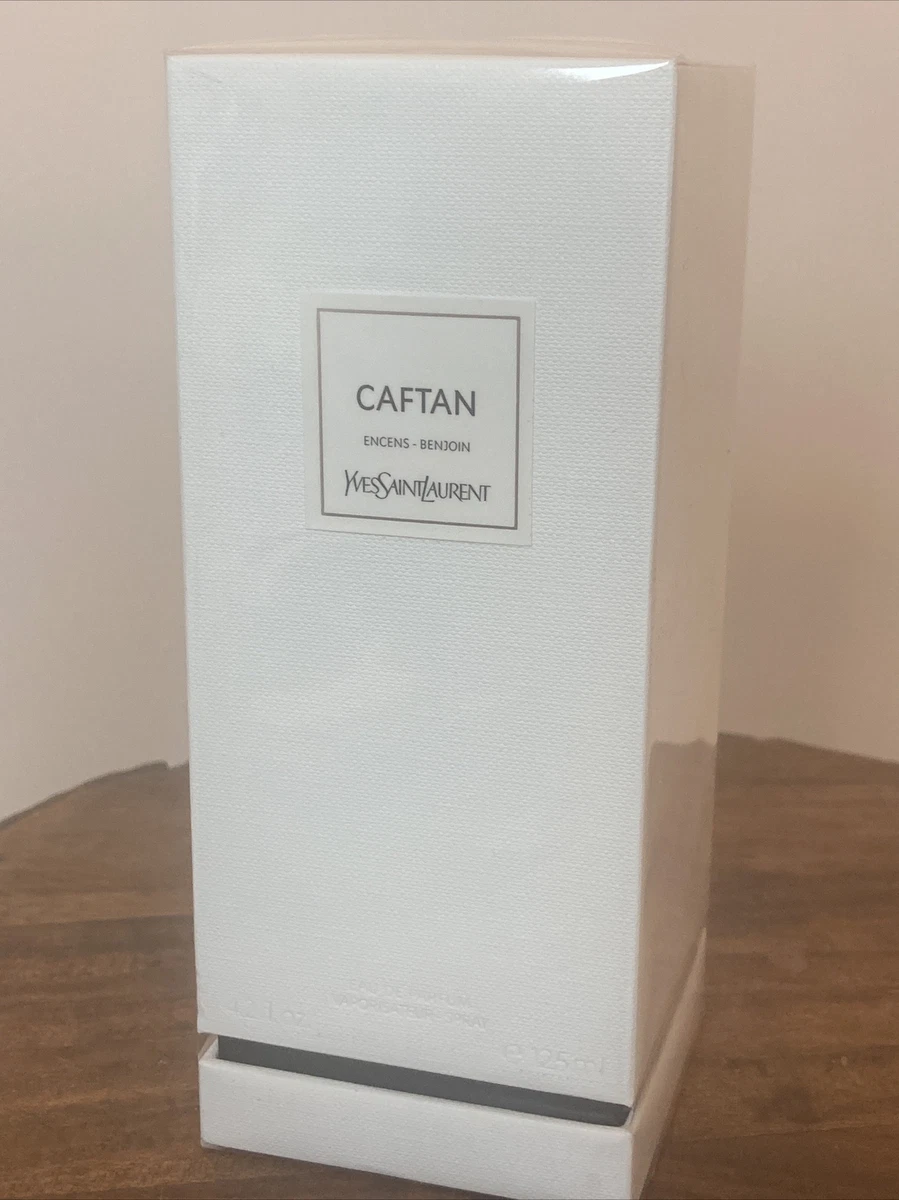 CAFTAN
ENCENS - BENJOIN
YVESSAINTLAURENT
EAU DE PARFUM
VAPORISATEUR SPRAY
4.2 fl.oz.
e 125 ml